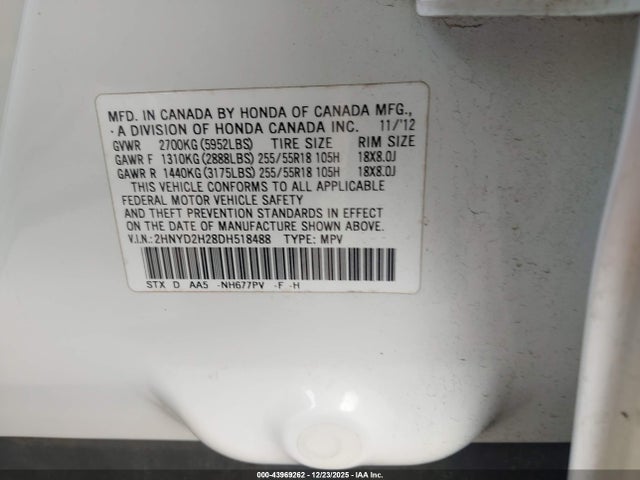 MFD. IN CANADA BY HONDA OF CANADA MFG.,
A DIVISION OF HONDA CANADA INC. 11/'12
GVWR 2700KG (5952LBS) TIRE SIZE RIM SIZE
GAWR F 1310KG (2888LBS) 255/55R18 105H 18X8.0J
GAWR R 1440KG (3175LBS) 255/55R18 105H 18X8.0J
THIS VEHICLE CONFORMS TO ALL APPLICABLE
FEDERAL MOTOR VEHICLE SAFETY
AND THEFT PREVENTION STANDARDS IN EFFECT
ON THE DATE OF MANUFACTURE SHOWN ABOVE.
V.I.N.: 2HNYD2H28DH518488 TYPE: MPV
STX D AA5 -NH677PV -F -H
00-43969262 - 12/23/2025 - IAA Inc.